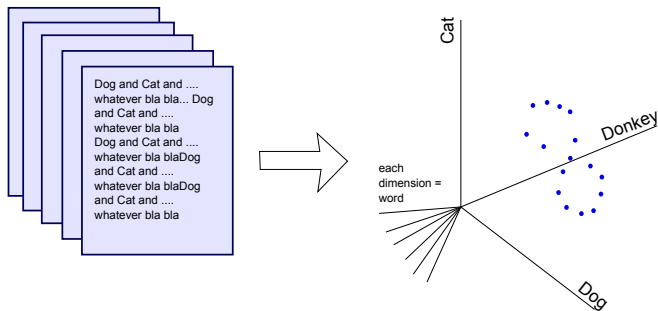 Dog and Cat and ....
whatever bla bla... Dog
and Cat and ....
whatever bla bla
Dog and Cat and ....
whatever bla blaDog
and Cat and ....
whatever bla blaDog
and Cat and ....
whatever bla bla
Cat
Donkey
each
dimension =
word
Dog